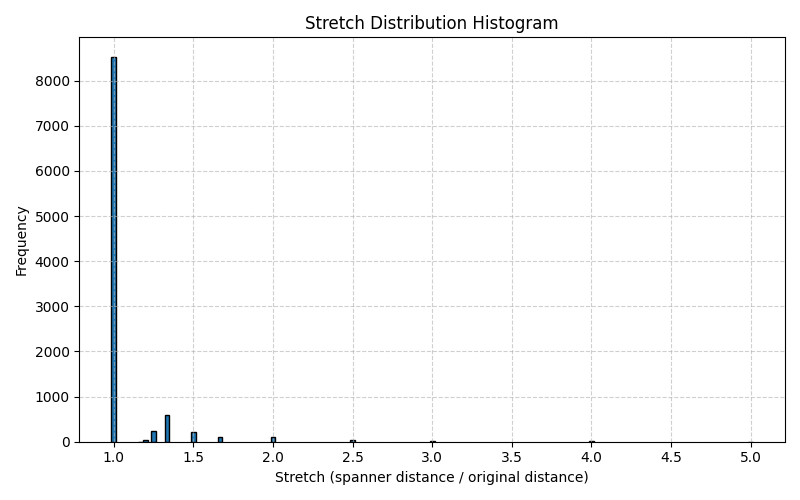 Stretch Distribution Histogram
Frequency
8000
7000
6000
5000
4000
3000
2000
1000
0
1.0 1.5 2.0 2.5 3.0 3.5 4.0 4.5 5.0
Stretch (spanner distance / original distance)